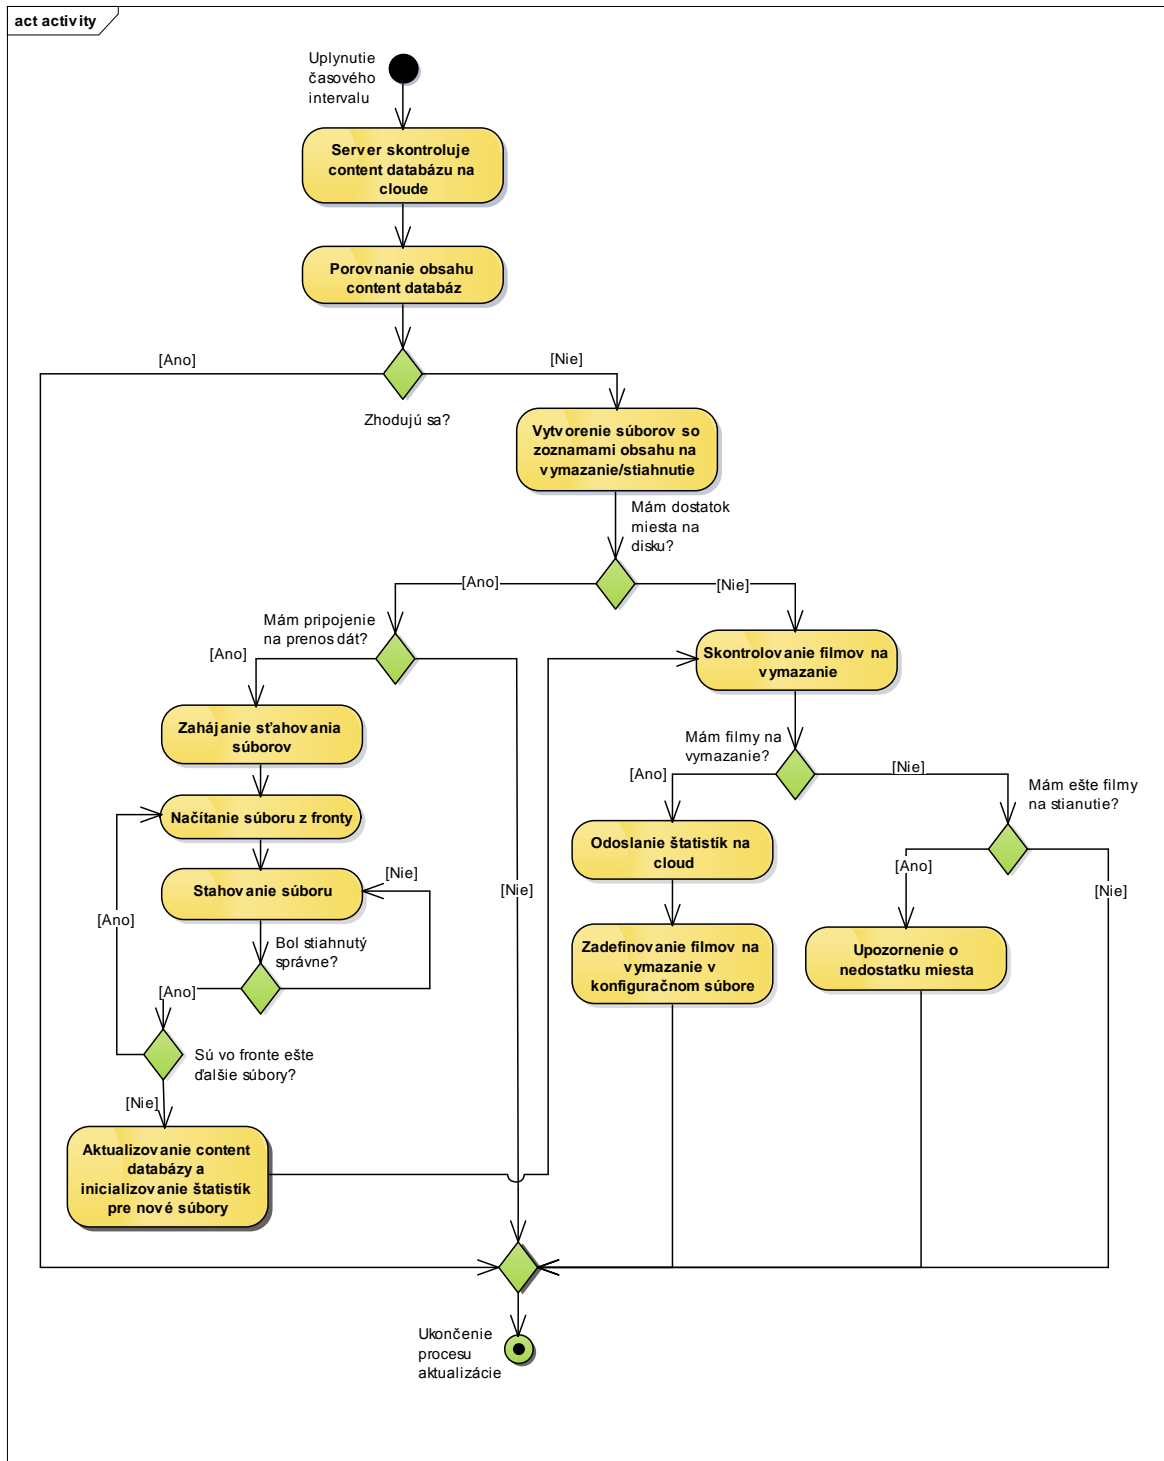 act activity
Uplynutie
časového
intervalu
Server skontroluje
content databázu na
cloude
Porovnanie obsahu
content databáz
[Ano]
[Nie]
Zhodujú sa?
Vytvorenie súborov so
zoznamami obsahu na
vymazanie/stiahnutie
Mám dostatok
miesta na
disku?
[Ano]
[Nie]
Mám pripojenie
na prenos dát?
[Ano]
Skontrolovanie filmov na
vymazanie
Zahájanie sťahovania
súborov
Mám filmy na
vymazanie?
[Ano]
[Nie]
Mám ešte filmy
na stianutie?
Načítanie súboru z fronty
Odoslanie štatistík na
cloud
[Ano]
[Nie]
Stahovanie súboru
[Nie]
[Nie]
[Ano]
Bol stiahnutý
správne?
Zadefinovanie filmov na
vymazanie v
konfiguračnom súbore
Upozornenie o
nedostatku miesta
[Ano]
Sú vo fronte ešte
ďalšie súbory?
[Nie]
Aktualizovanie content
databázy a
inicializovanie štatistík
pre nové súbory
Ukončenie
procesu
aktualizácie